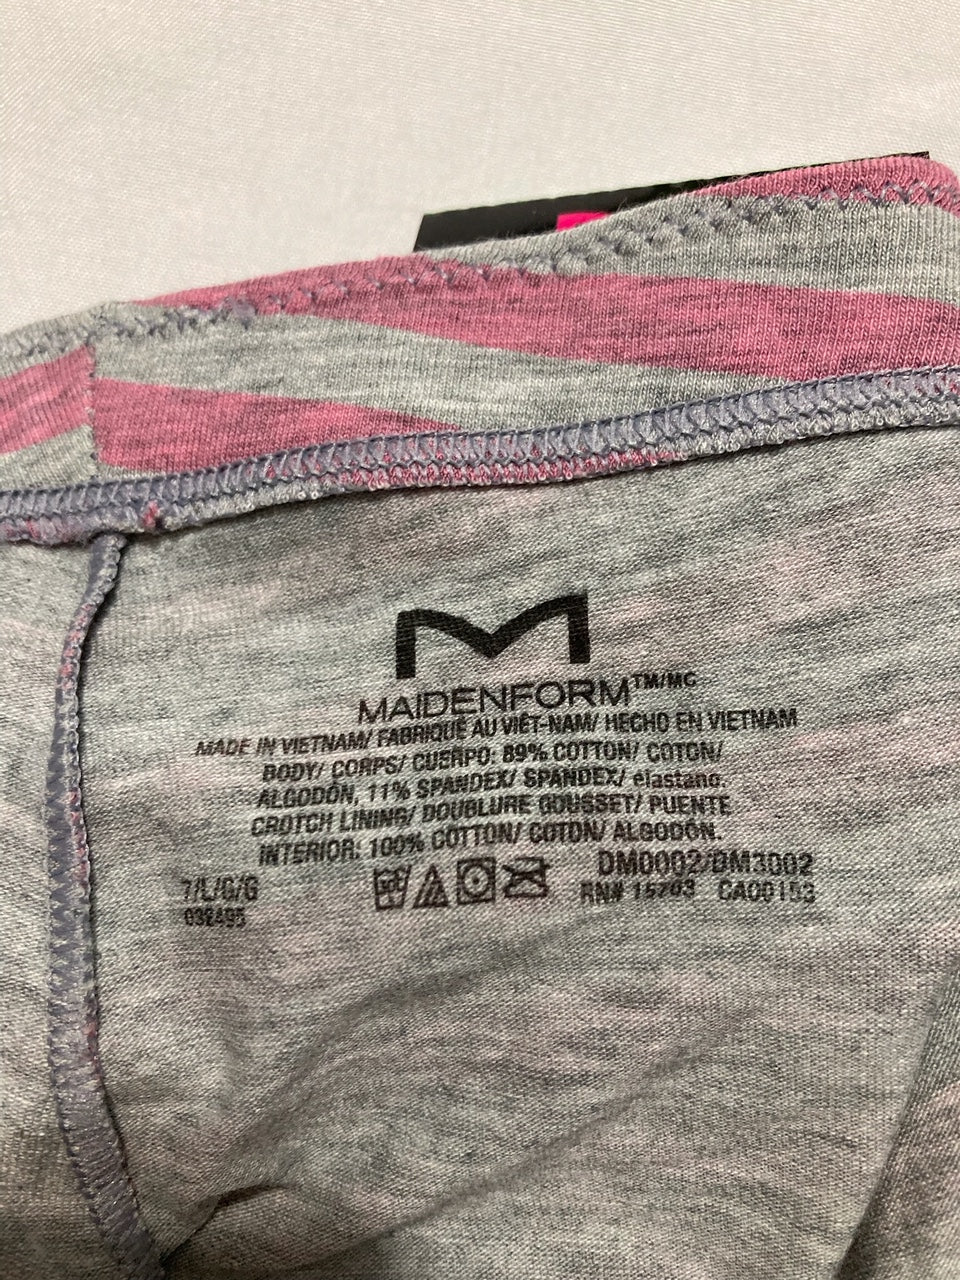 M
MAIDENFORM™/MC
MADE IN VIETNAM/ FABRIQUÉ AU VIÊT-NAM/ HECHO EN VIETNAM
BODY/ CORPS/ CUERPO: 89% COTTON/ COTON/
ALGODÓN, 11% SPANDEX/ SPANDEX/ elastano.
CROTCH LINING/ DOUBLURE GOUSSET/ PUENTE
INTERIOR: 100% COTTON/ COTON/ ALGODÓN.
DM0002/DM3002
7/L/G/G
RN# 15763 CA00153
032495